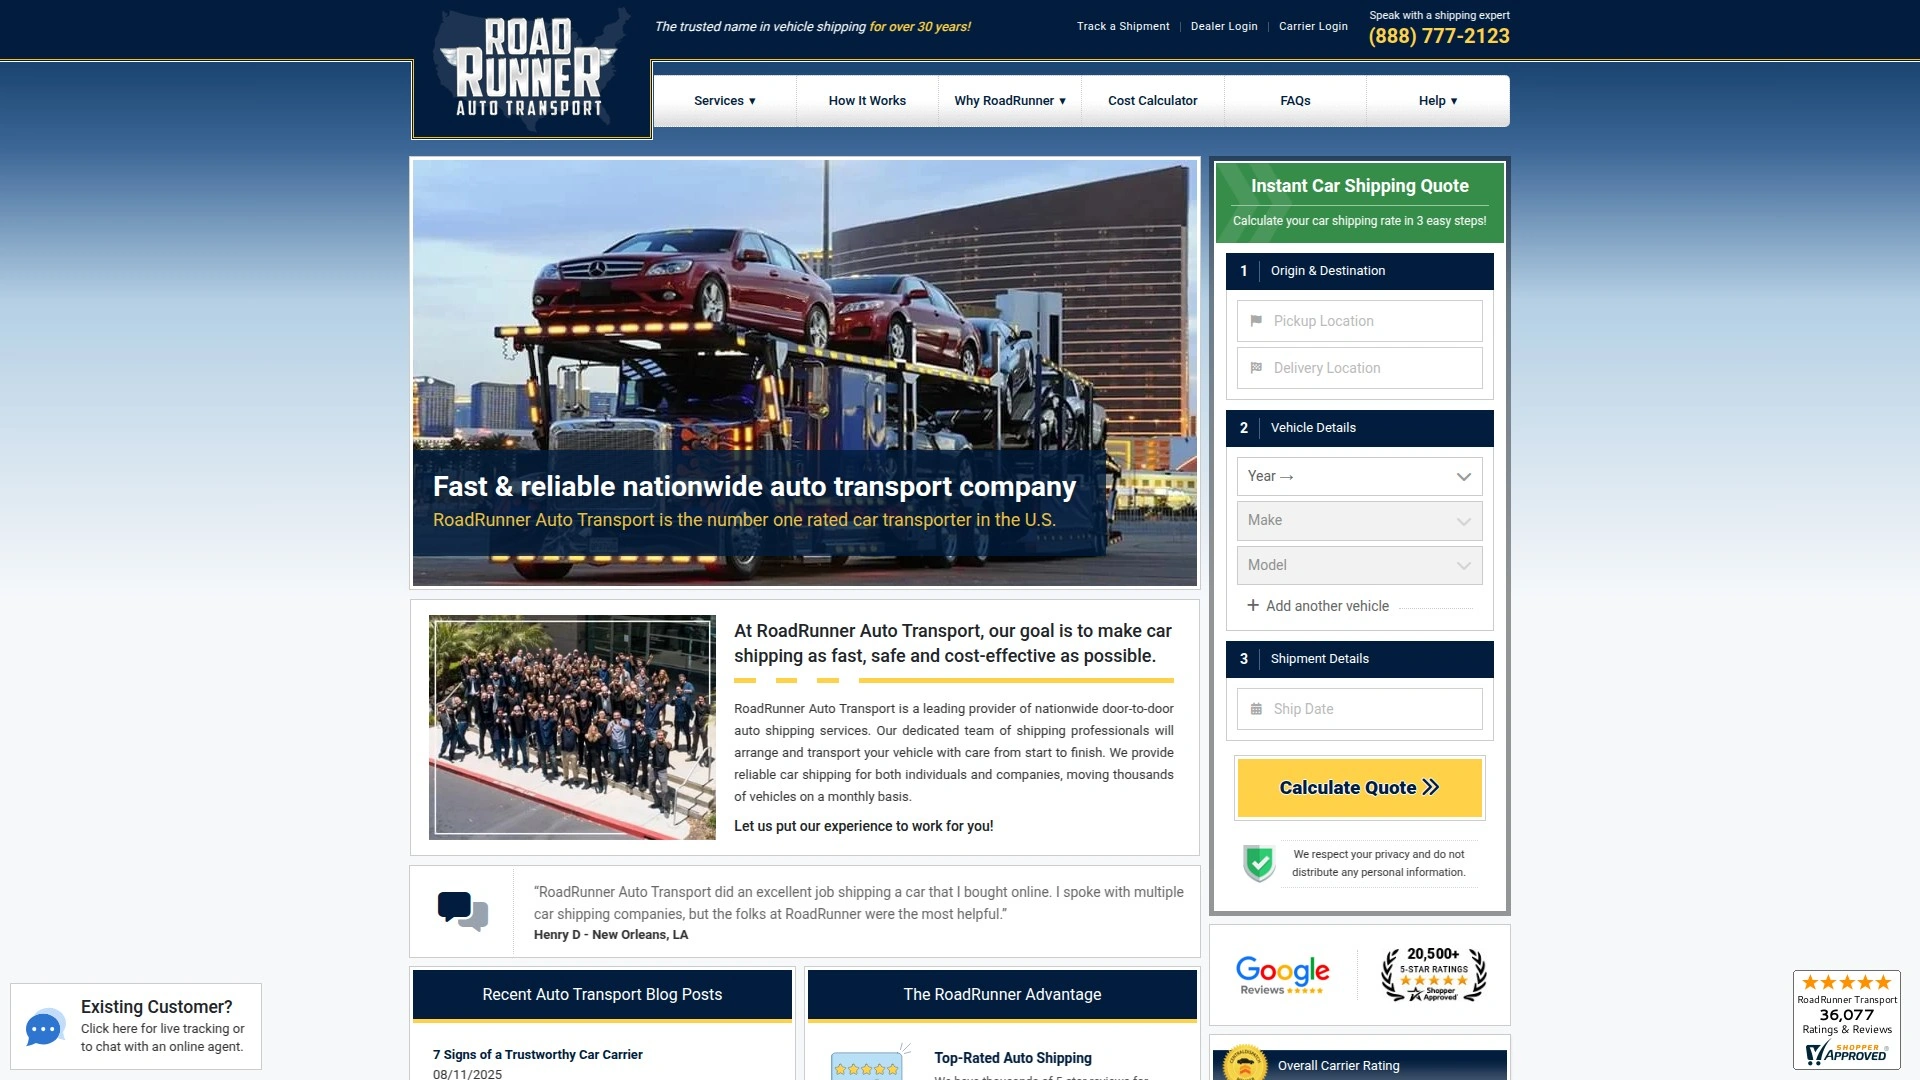 ROAD
RUNNER
AUTO TRANSPORT
The trusted name in vehicle shipping for over 30 years!
Track a Shipment
Dealer Login
Carrier Login
Speak with a shipping expert
(888) 777-2123
Services ▾
How It Works
Why RoadRunner ▾
Cost Calculator
FAQs
Help ▾
Fast & reliable nationwide auto transport company
RoadRunner Auto Transport is the number one rated car transporter in the U.S.
Instant Car Shipping Quote
Calculate your car shipping rate in 3 easy steps!
1 Origin & Destination
Pickup Location
Delivery Location
2 Vehicle Details
Year →
Make
Model
+ Add another vehicle
3 Shipment Details
Ship Date
Calculate Quote »
We respect your privacy and do not
distribute any personal information.
At RoadRunner Auto Transport, our goal is to make car
shipping as fast, safe and cost-effective as possible.
RoadRunner Auto Transport is a leading provider of nationwide door-to-door
auto shipping services. Our dedicated team of shipping professionals will
arrange and transport your vehicle with care from start to finish. We provide
reliable car shipping for both individuals and companies, moving thousands
of vehicles on a monthly basis.
Let us put our experience to work for you!
“RoadRunner Auto Transport did an excellent job shipping a car that I bought online. I spoke with multiple
car shipping companies, but the folks at RoadRunner were the most helpful.”
Henry D - New Orleans, LA
Google
Reviews
20,500+
5-STAR RATINGS
Shopper
Approved
Recent Auto Transport Blog Posts
7 Signs of a Trustworthy Car Carrier
08/11/2025
The RoadRunner Advantage
Top-Rated Auto Shipping
Overall Carrier Rating
Existing Customer?
Click here for live tracking or
to chat with an online agent.
RoadRunner Transport
36,077
Ratings & Reviews
SHOPPER
APPROVED